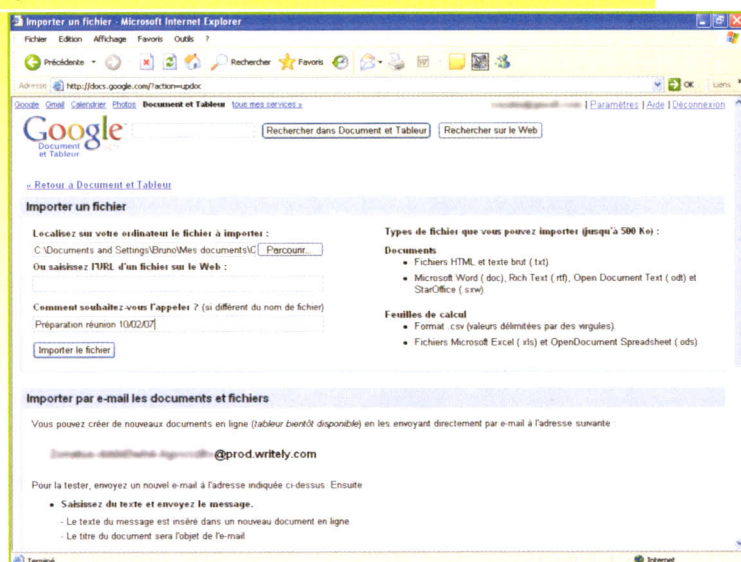 Importer un fichier - Microsoft Internet Explorer
Fichier Edition Affichage Favoris Outils ?
Précédente Rechercher Favoris
Adresse http://docs.google.com/?action=updoc OK Liens
Google Gmail Calendrier Photos Document et Tableur tous mes services » | Paramètres | Aide | Déconnexion
Google Rechercher dans Document et Tableur Rechercher sur le Web
Document
et Tableur
« Retour à Document et Tableur
Importer un fichier
Localisez sur votre ordinateur le fichier à importer :
C:\Documents and Settings\Bruno\Mes documents\C Parcourir...
Ou saisissez l'URL d'un fichier sur le Web :
Comment souhaitez-vous l'appeler ? (si différent du nom de fichier)
Préparation réunion 10/02/07
Importer le fichier
Types de fichier que vous pouvez importer (jusqu'à 500 Ko) :
Documents
• Fichiers HTML et texte brut (.txt).
• Microsoft Word (.doc), Rich Text (.rtf), Open Document Text (.odt) et
StarOffice (.sxw).
Feuilles de calcul
• Format .csv (valeurs délimitées par des virgules).
• Fichiers Microsoft Excel (.xls) et OpenDocument Spreadsheet (.ods)
Importer par e-mail les documents et fichiers
Vous pouvez créer de nouveaux documents en ligne (tableur bientôt disponible) en les envoyant directement par e-mail à l'adresse suivante
@prod.writely.com
Pour la tester, envoyez un nouvel e-mail à l'adresse indiquée ci-dessus. Ensuite
• Saisissez du texte et envoyez le message.
- Le texte du message est inséré dans un nouveau document en ligne.
- Le titre du document sera l'objet de l'e-mail.
Terminé Internet